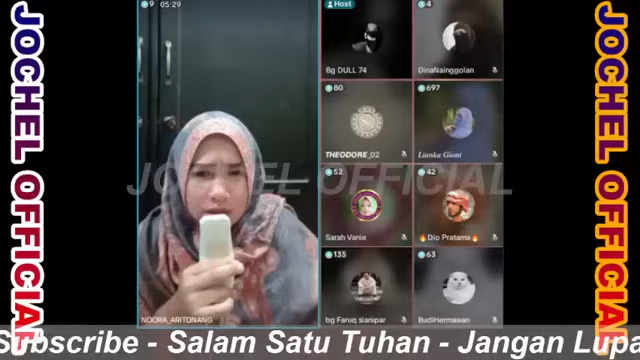 JOCHEL OFFICIAL
9 05:29
Host
4
Bg DULL 74
DinaNainggolan
80
697
THEODORE_02
Lianka Gioni
JOCHEL OFFICIAL
52
42
Sarah Vanie
🔥Dio Pratama🔥
135
63
NOORA_ARITONANG
bg Faruq sianipar
BudiHermawan
Subscribe - Salam Satu Tuhan - Jangan Lupa
JOCHEL OFFICIAL